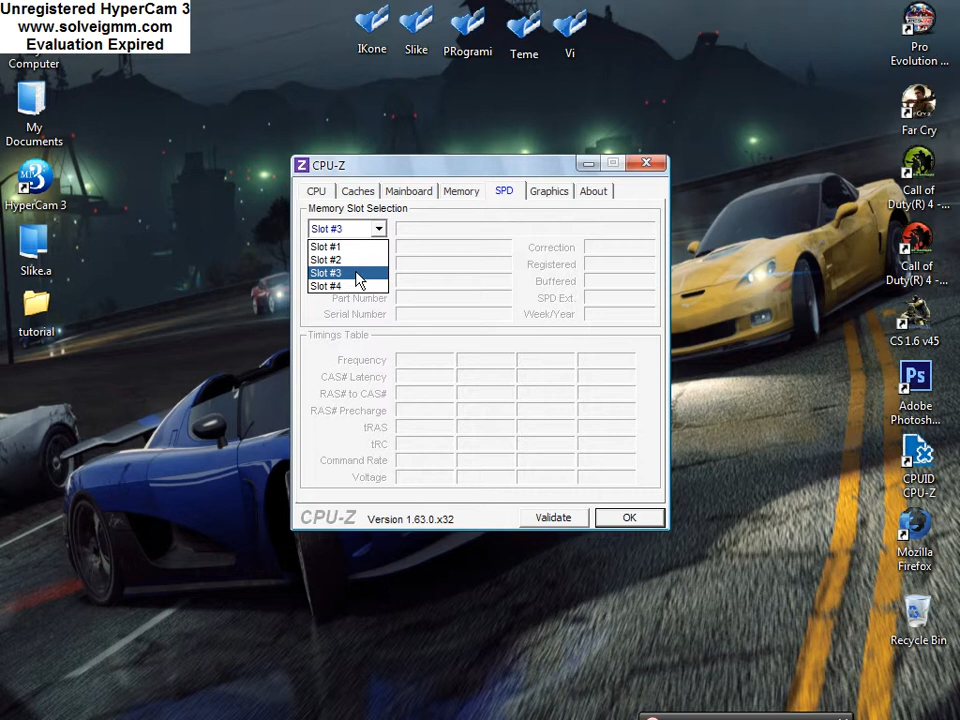 Unregistered HyperCam 3
www.solveigmm.com
Evaluation Expired
Computer
My
Documents
HyperCam 3
Slike.a
tutorial
IKone
Slike
PRogrami
Teme
Vi
Pro
Evolution ...
Far Cry
Call of
Duty(R) 4 -...
Call of
Duty(R) 4 -...
CS 1.6 v45
Ps
Adobe
Photosh...
CPUID
CPU-Z
Mozilla
Firefox
Recycle Bin
CPU-Z
CPU
Caches
Mainboard
Memory
SPD
Graphics
About
Memory Slot Selection
Slot #3
Slot #1
Slot #2
Slot #3
Slot #4
Part Number
Serial Number
Correction
Registered
Buffered
SPD Ext.
Week/Year
Timings Table
Frequency
CAS# Latency
RAS# to CAS#
RAS# Precharge
tRAS
tRC
Command Rate
Voltage
CPU-Z
Version 1.63.0.x32
Validate
OK